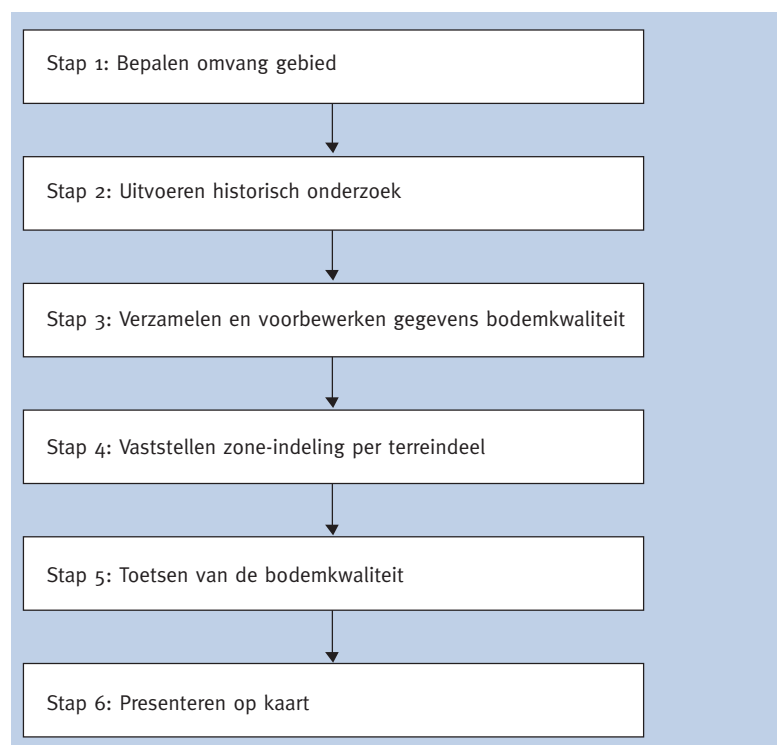 Stap 1: Bepalen omvang gebied
Stap 2: Uitvoeren historisch onderzoek
Stap 3: Verzamelen en voorbewerken gegevens bodemkwaliteit
Stap 4: Vaststellen zone-indeling per terreindeel
Stap 5: Toetsen van de bodemkwaliteit
Stap 6: Presenteren op kaart